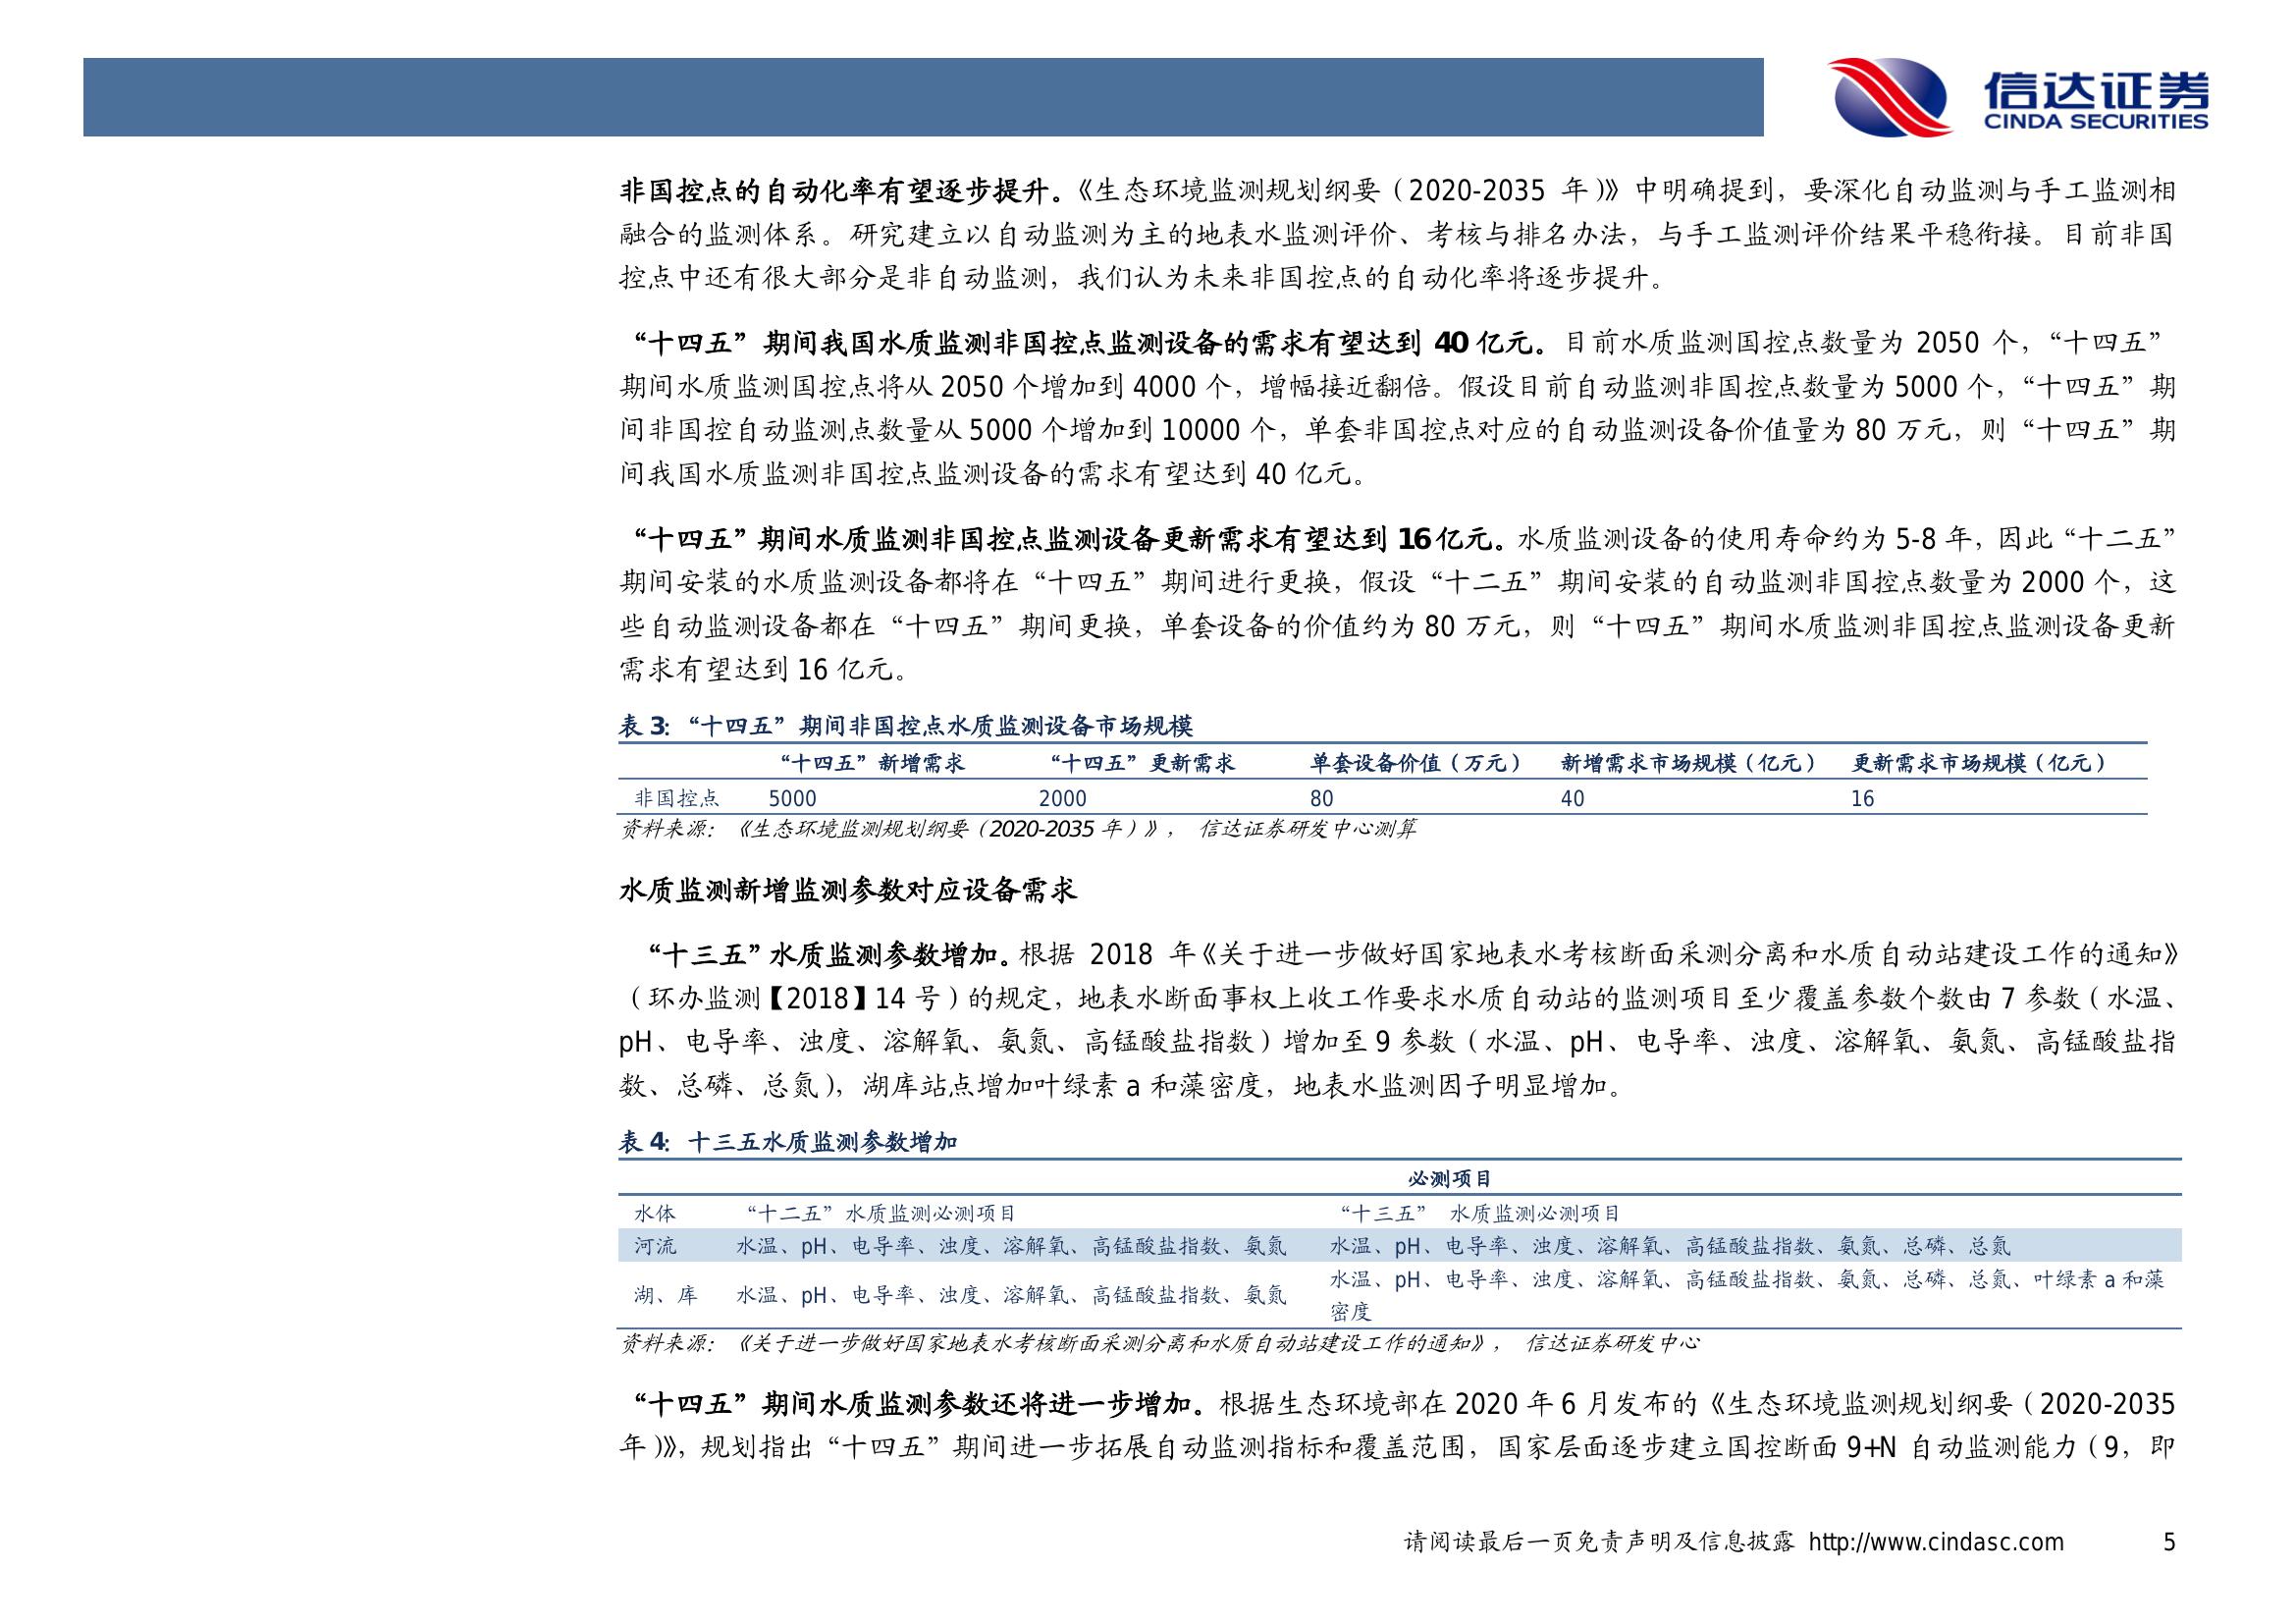 信达证券
CINDA SECURITIES
非国控点的自动化率有望逐步提升。《生态环境监测规划纲要（2020-2035 年）》中明确提到，要深化自动监测与手工监测相
融合的监测体系。研究建立以自动监测为主的地表水监测评价、考核与排名办法，与手工监测评价结果平稳衔接。目前非国
控点中还有很大部分是非自动监测，我们认为未来非国控点的自动化率将逐步提升。
“十四五”期间我国水质监测非国控点监测设备的需求有望达到 40 亿元。目前水质监测国控点数量为 2050 个，“十四五”
期间水质监测国控点将从 2050 个增加到 4000 个，增幅接近翻倍。假设目前自动监测非国控点数量为 5000 个，“十四五”期
间非国控自动监测点数量从 5000 个增加到 10000 个，单套非国控点对应的自动监测设备价值量为 80 万元，则“十四五”期
间我国水质监测非国控点监测设备的需求有望达到 40 亿元。
“十四五”期间水质监测非国控点监测设备更新需求有望达到 16 亿元。水质监测设备的使用寿命约为 5-8 年，因此“十二五”
期间安装的水质监测设备都将在“十四五”期间进行更换，假设“十二五”期间安装的自动监测非国控点数量为 2000 个，这
些自动监测设备都在“十四五”期间更换，单套设备的价值约为 80 万元，则“十四五”期间水质监测非国控点监测设备更新
需求有望达到 16 亿元。
表 3：“十四五”期间非国控点水质监测设备市场规模
“十四五”新增需求 “十四五”更新需求 单套设备价值（万元） 新增需求市场规模（亿元） 更新需求市场规模（亿元）
非国控点 5000 2000 80 40 16
资料来源：《生态环境监测规划纲要（2020-2035 年）》， 信达证券研发中心测算
水质监测新增监测参数对应设备需求
“十三五”水质监测参数增加。根据 2018 年《关于进一步做好国家地表水考核断面采测分离和水质自动站建设工作的通知》
（环办监测【2018】14 号）的规定，地表水断面事权上收工作要求水质自动站的监测项目至少覆盖参数个数由 7 参数（水温、
pH、电导率、浊度、溶解氧、氨氮、高锰酸盐指数）增加至 9 参数（水温、pH、电导率、浊度、溶解氧、氨氮、高锰酸盐指
数、总磷、总氮），湖库站点增加叶绿素 a 和藻密度，地表水监测因子明显增加。
表 4：十三五水质监测参数增加
必测项目
水体 “十二五”水质监测必测项目 “十三五” 水质监测必测项目
河流 水温、pH、电导率、浊度、溶解氧、高锰酸盐指数、氨氮 水温、pH、电导率、浊度、溶解氧、高锰酸盐指数、氨氮、总磷、总氮
湖、库 水温、pH、电导率、浊度、溶解氧、高锰酸盐指数、氨氮 水温、pH、电导率、浊度、溶解氧、高锰酸盐指数、氨氮、总磷、总氮、叶绿素 a 和藻
密度
资料来源：《关于进一步做好国家地表水考核断面采测分离和水质自动站建设工作的通知》， 信达证券研发中心
“十四五”期间水质监测参数还将进一步增加。根据生态环境部在 2020 年 6 月发布的《生态环境监测规划纲要（2020-2035
年）》，规划指出“十四五”期间进一步拓展自动监测指标和覆盖范围，国家层面逐步建立国控断面 9+N 自动监测能力（9，即
请阅读最后一页免责声明及信息披露 http://www.cindasc.com 5